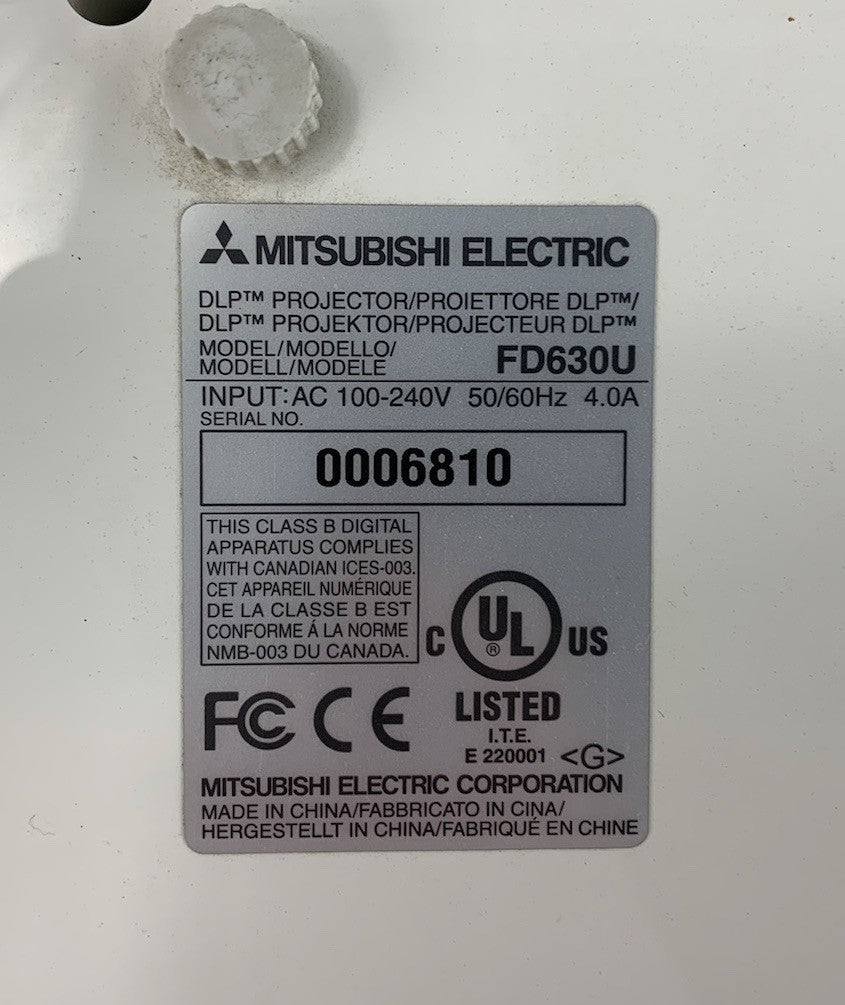 MITSUBISHI ELECTRIC
DLP™ PROJECTOR/PROIETTORE DLP™/
DLP™ PROJEKTOR/PROJECTEUR DLP™
MODEL/MODELLO/
MODELL/MODELE FD630U
INPUT: AC 100-240V 50/60Hz 4.0A
SERIAL NO.
0006810
THIS CLASS B DIGITAL
APPARATUS COMPLIES
WITH CANADIAN ICES-003.
CET APPAREIL NUMÉRIQUE
DE LA CLASSE B EST
CONFORME Á LA NORME
NMB-003 DU CANADA.
C UL® US
LISTED
I.T.E.
E 220001 <G>
FC CE
MITSUBISHI ELECTRIC CORPORATION
MADE IN CHINA/FABBRICATO IN CINA/
HERGESTELLT IN CHINA/FABRIQUÉ EN CHINE